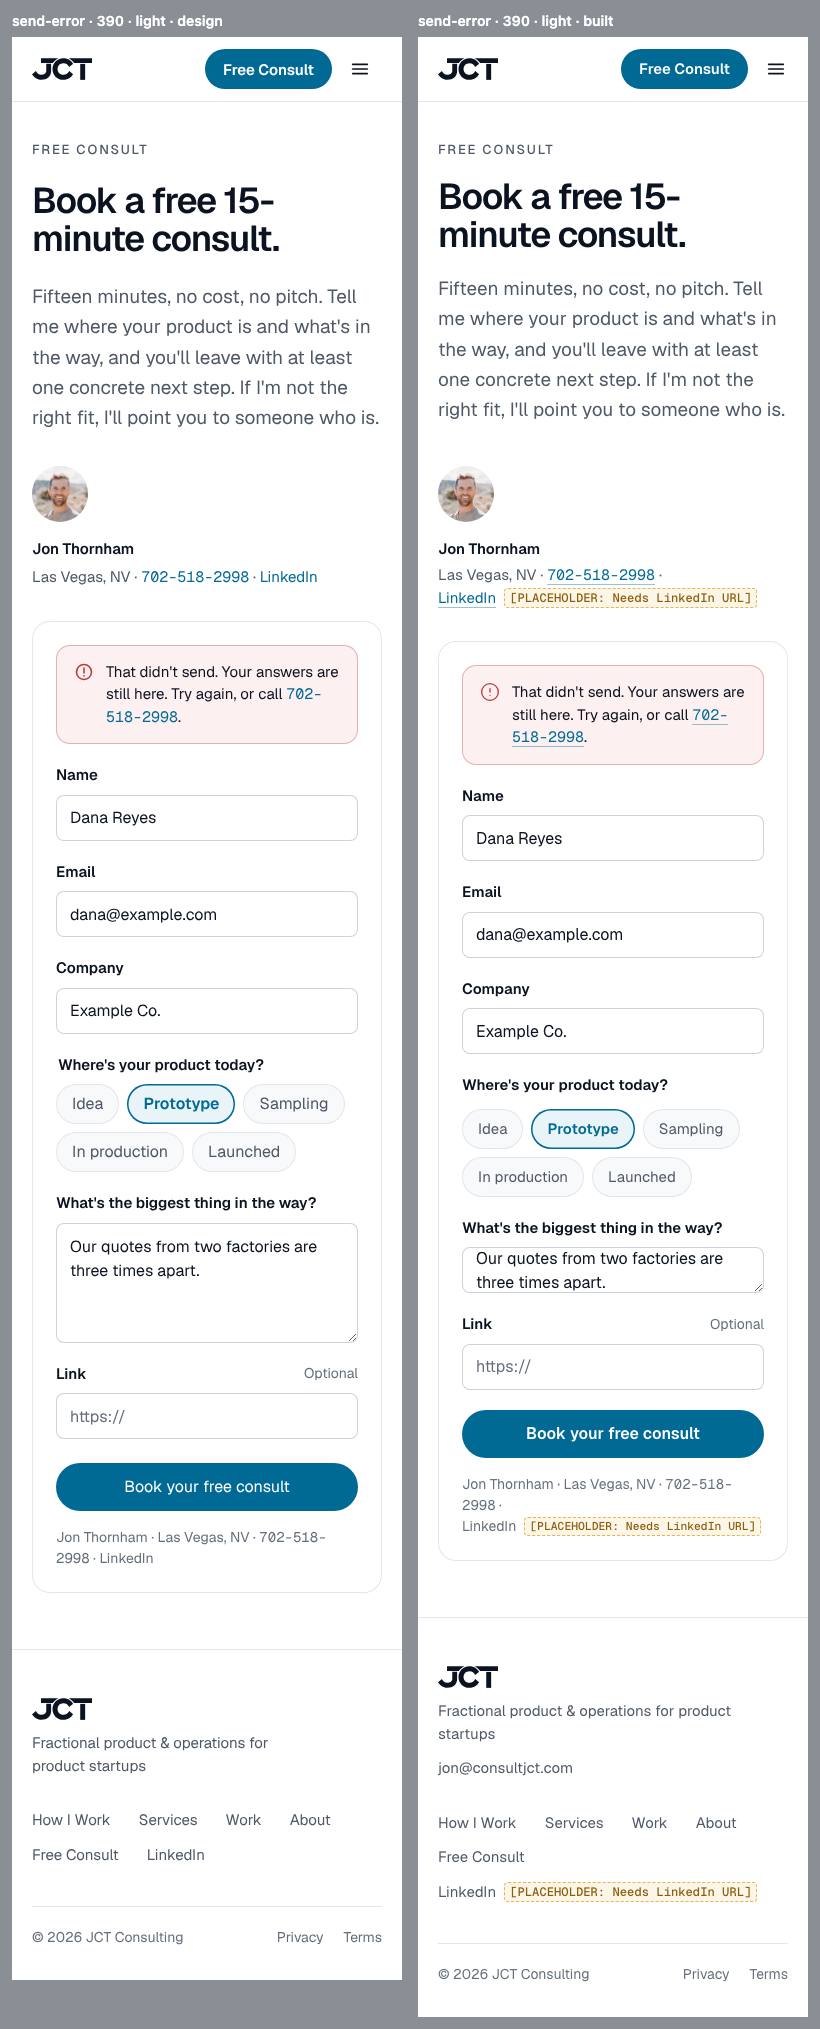 send-error · 390 · light · design
JCT
Free Consult
FREE CONSULT
Book a free 15-
minute consult.
Fifteen minutes, no cost, no pitch. Tell
me where your product is and what's in
the way, and you'll leave with at least
one concrete next step. If I'm not the
right fit, I'll point you to someone who is.
Jon Thornham
Las Vegas, NV · 702-518-2998 · LinkedIn
That didn't send. Your answers are
still here. Try again, or call 702-
518-2998.
Name
Dana Reyes
Email
dana@example.com
Company
Example Co.
Where's your product today?
Idea Prototype Sampling
In production Launched
What's the biggest thing in the way?
Our quotes from two factories are
three times apart.
Link Optional
https://
Book your free consult
Jon Thornham · Las Vegas, NV · 702-518-
2998 · LinkedIn
JCT
Fractional product & operations for
product startups
How I Work Services Work About
Free Consult LinkedIn
© 2026 JCT Consulting Privacy Terms
send-error · 390 · light · built
JCT
Free Consult
FREE CONSULT
Book a free 15-
minute consult.
Fifteen minutes, no cost, no pitch. Tell
me where your product is and what's in
the way, and you'll leave with at least
one concrete next step. If I'm not the
right fit, I'll point you to someone who is.
Jon Thornham
Las Vegas, NV · 702-518-2998 ·
LinkedIn [PLACEHOLDER: Needs LinkedIn URL]
That didn't send. Your answers are
still here. Try again, or call 702-
518-2998.
Name
Dana Reyes
Email
dana@example.com
Company
Example Co.
Where's your product today?
Idea Prototype Sampling
In production Launched
What's the biggest thing in the way?
Our quotes from two factories are
three times apart.
Link Optional
https://
Book your free consult
Jon Thornham · Las Vegas, NV · 702-518-
2998 ·
LinkedIn [PLACEHOLDER: Needs LinkedIn URL]
JCT
Fractional product & operations for product
startups
jon@consultjct.com
How I Work Services Work About
Free Consult
LinkedIn [PLACEHOLDER: Needs LinkedIn URL]
© 2026 JCT Consulting Privacy Terms